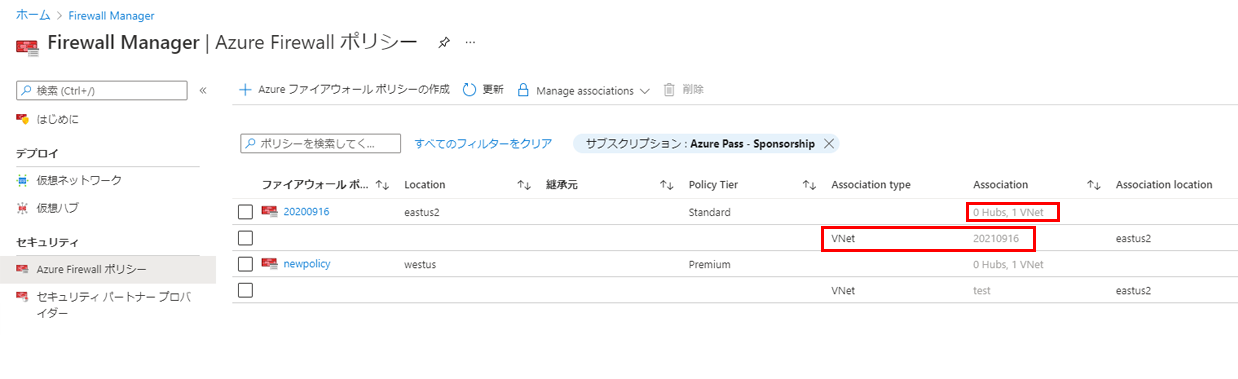 ホーム > Firewall Manager
Firewall Manager | Azure Firewall ポリシー ...
検索 (Ctrl+/) «
はじめに
デプロイ
仮想ネットワーク
仮想ハブ
セキュリティ
Azure Firewall ポリシー
セキュリティ パートナー プロバ
イダー
+ Azure ファイアウォール ポリシーの作成 更新 Manage associations 削除
ポリシーを検索してく... すべてのフィルターをクリア サブスクリプション : Azure Pass - Sponsorship ×
ファイアウォール ポ... ↑↓ Location ↑↓ 継承元 ↑↓ Policy Tier ↑↓ Association type Association ↑↓ Association location
20200916 eastus2 Standard 0 Hubs, 1 VNet
VNet 20210916 eastus2
newpolicy westus Premium 0 Hubs, 1 VNet
VNet test eastus2